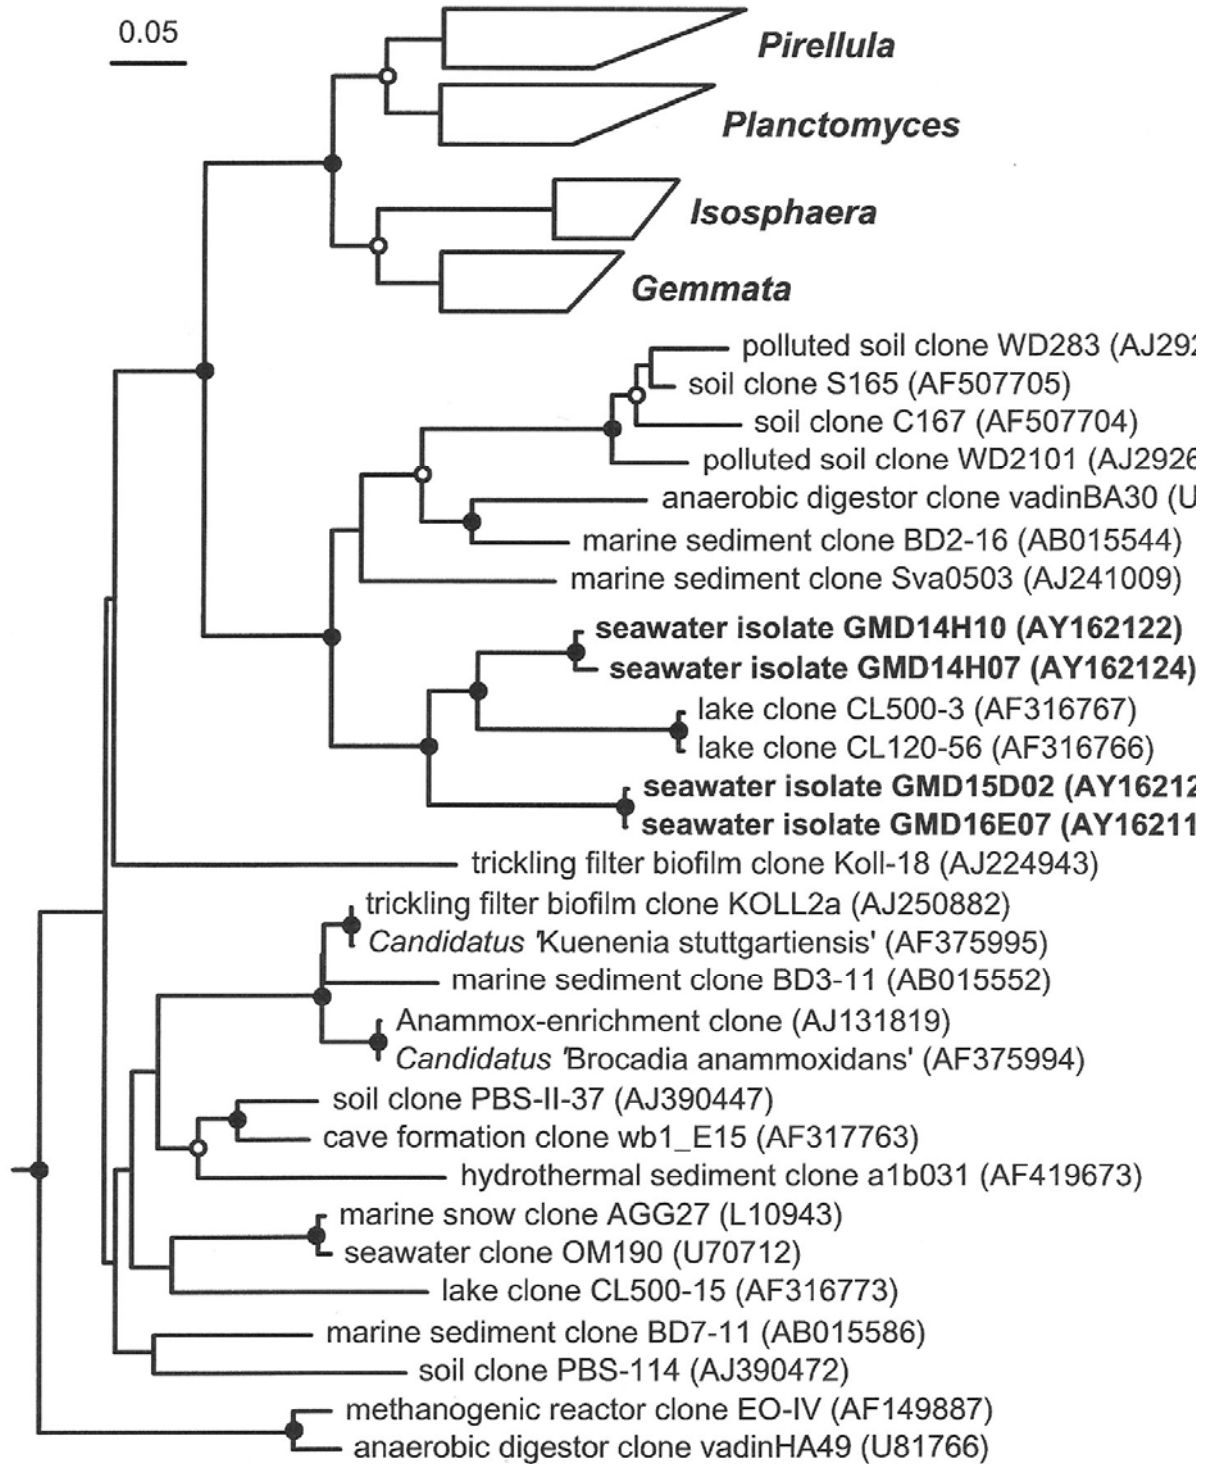 0.05
Pirellula
Planctomyces
Isosphaera
Gemmata
polluted soil clone WD283 (AJ292
soil clone S165 (AF507705)
soil clone C167 (AF507704)
polluted soil clone WD2101 (AJ2926
anaerobic digestor clone vadinBA30 (U
marine sediment clone BD2-16 (AB015544)
marine sediment clone Sva0503 (AJ241009)
seawater isolate GMD14H10 (AY162122)
seawater isolate GMD14H07 (AY162124)
lake clone CL500-3 (AF316767)
lake clone CL120-56 (AF316766)
seawater isolate GMD15D02 (AY16212
seawater isolate GMD16E07 (AY16211
trickling filter biofilm clone Koll-18 (AJ224943)
trickling filter biofilm clone KOLL2a (AJ250882)
Candidatus 'Kuenenia stuttgartiensis' (AF375995)
marine sediment clone BD3-11 (AB015552)
Anammox-enrichment clone (AJ131819)
Candidatus 'Brocadia anammoxidans' (AF375994)
soil clone PBS-II-37 (AJ390447)
cave formation clone wb1_E15 (AF317763)
hydrothermal sediment clone a1b031 (AF419673)
marine snow clone AGG27 (L10943)
seawater clone OM190 (U70712)
lake clone CL500-15 (AF316773)
marine sediment clone BD7-11 (AB015586)
soil clone PBS-114 (AJ390472)
methanogenic reactor clone EO-IV (AF149887)
anaerobic digestor clone vadinHA49 (U81766)